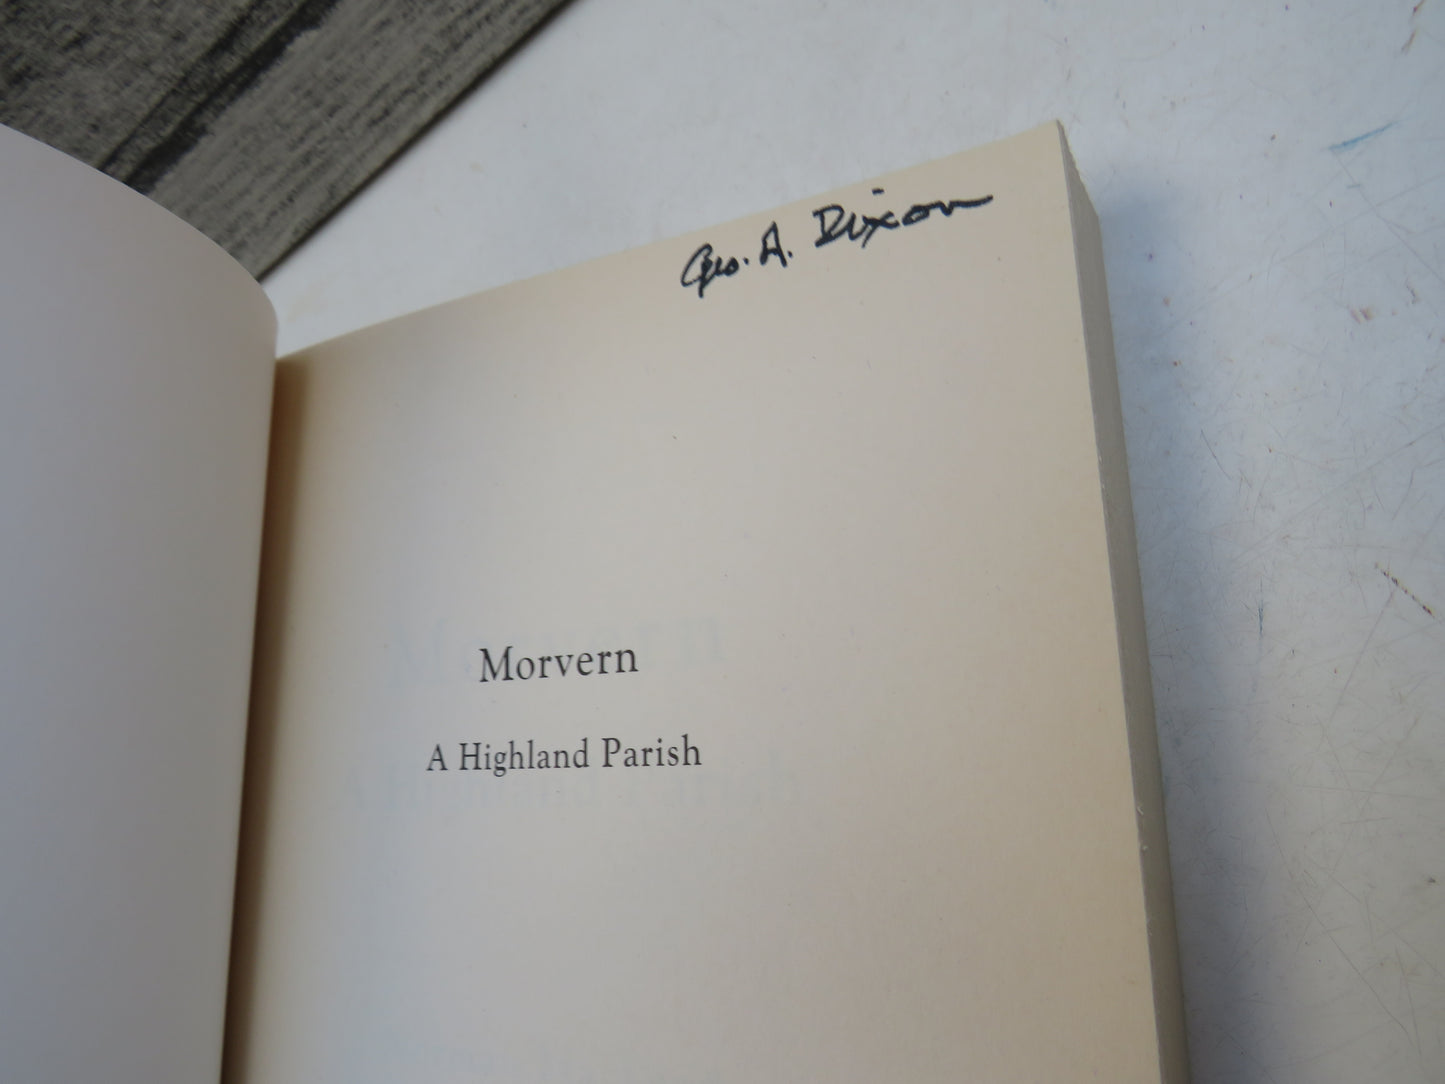 Geo. A. Dixon
Morvern
A Highland Parish